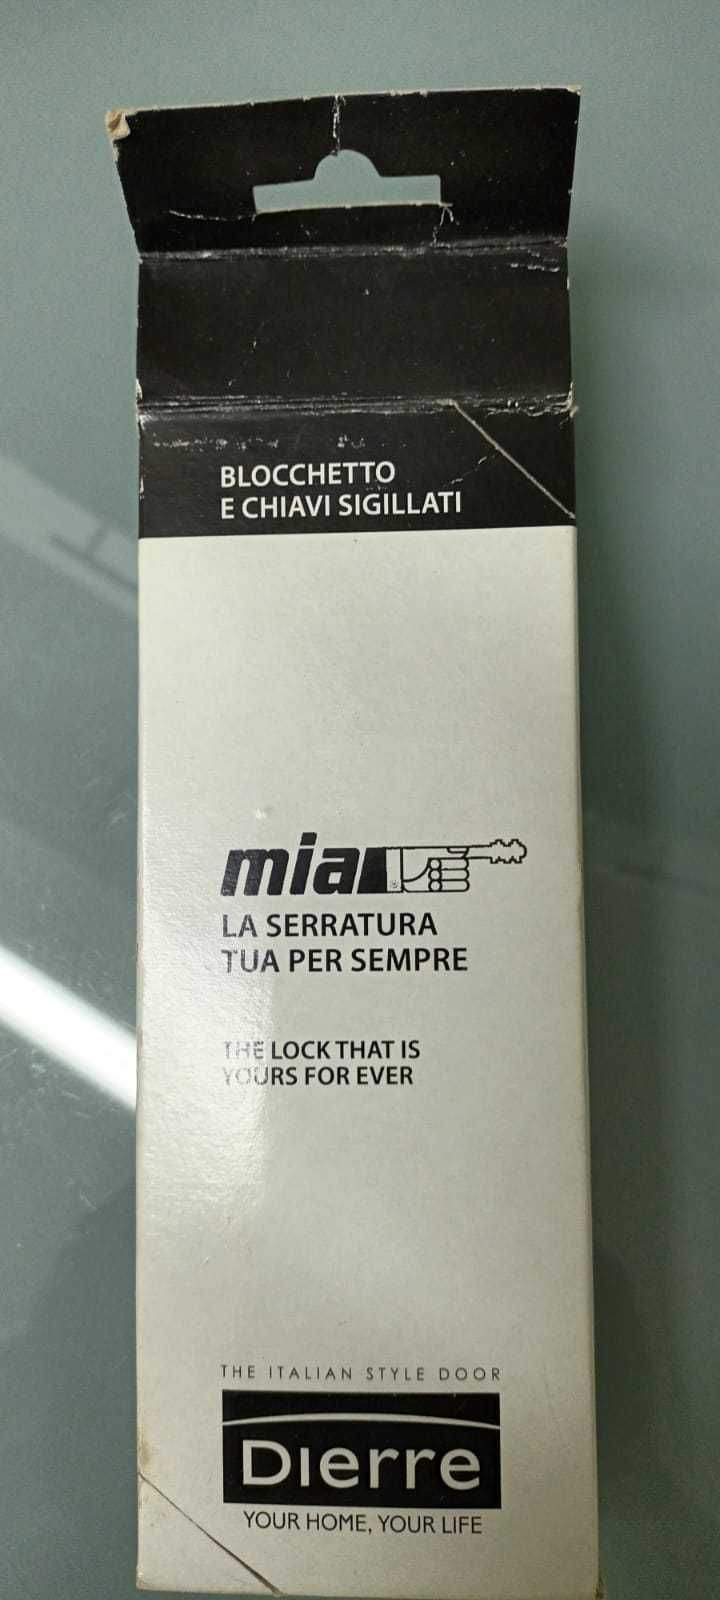 BLOCCHETTO
E CHIAVI SIGILLATI
mia
LA SERRATURA
TUA PER SEMPRE
THE LOCK THAT IS
YOURS FOR EVER
THE ITALIAN STYLE DOOR
Dierre
YOUR HOME, YOUR LIFE